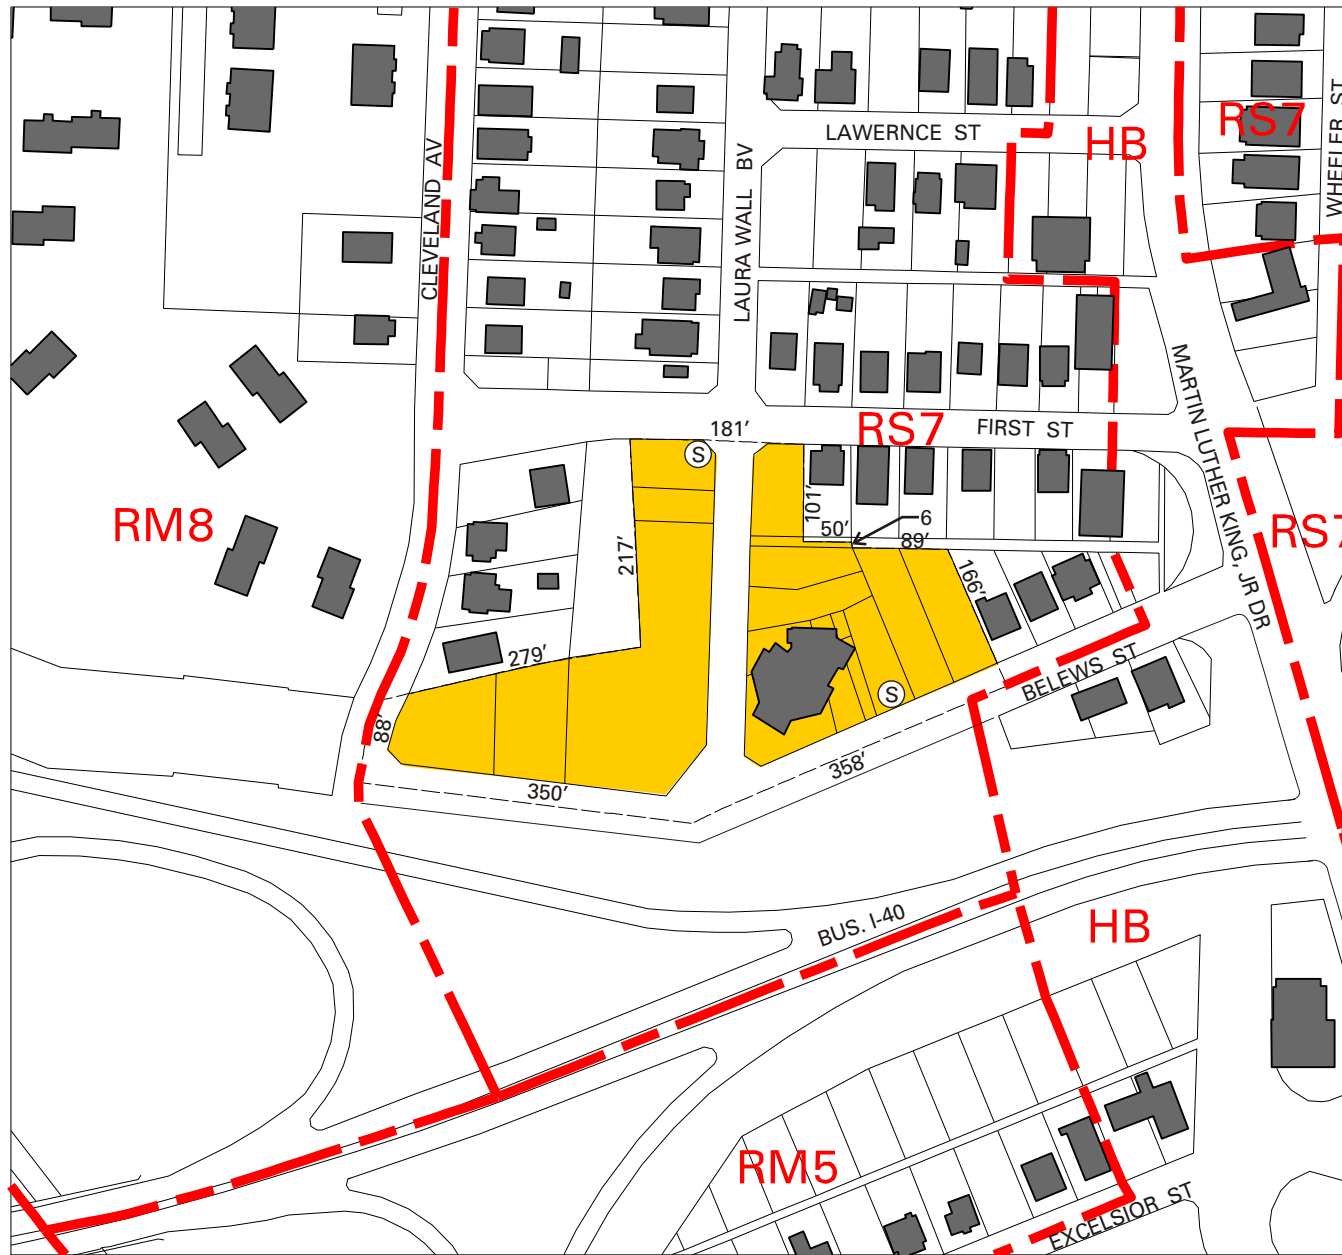 LAWERNCE ST
HB
RS7
WHEELER ST
CLEVELAND AV
LAURA WALL BV
MARTIN LUTHER KING, JR DR
181’
RS7
FIRST ST
S
RM8
101’
50’
6
89’
RS7
217’
166’
279’
BELEWS ST
S
88’
358’
350’
BUS. I-40
HB
RM5
EXCELSIOR ST